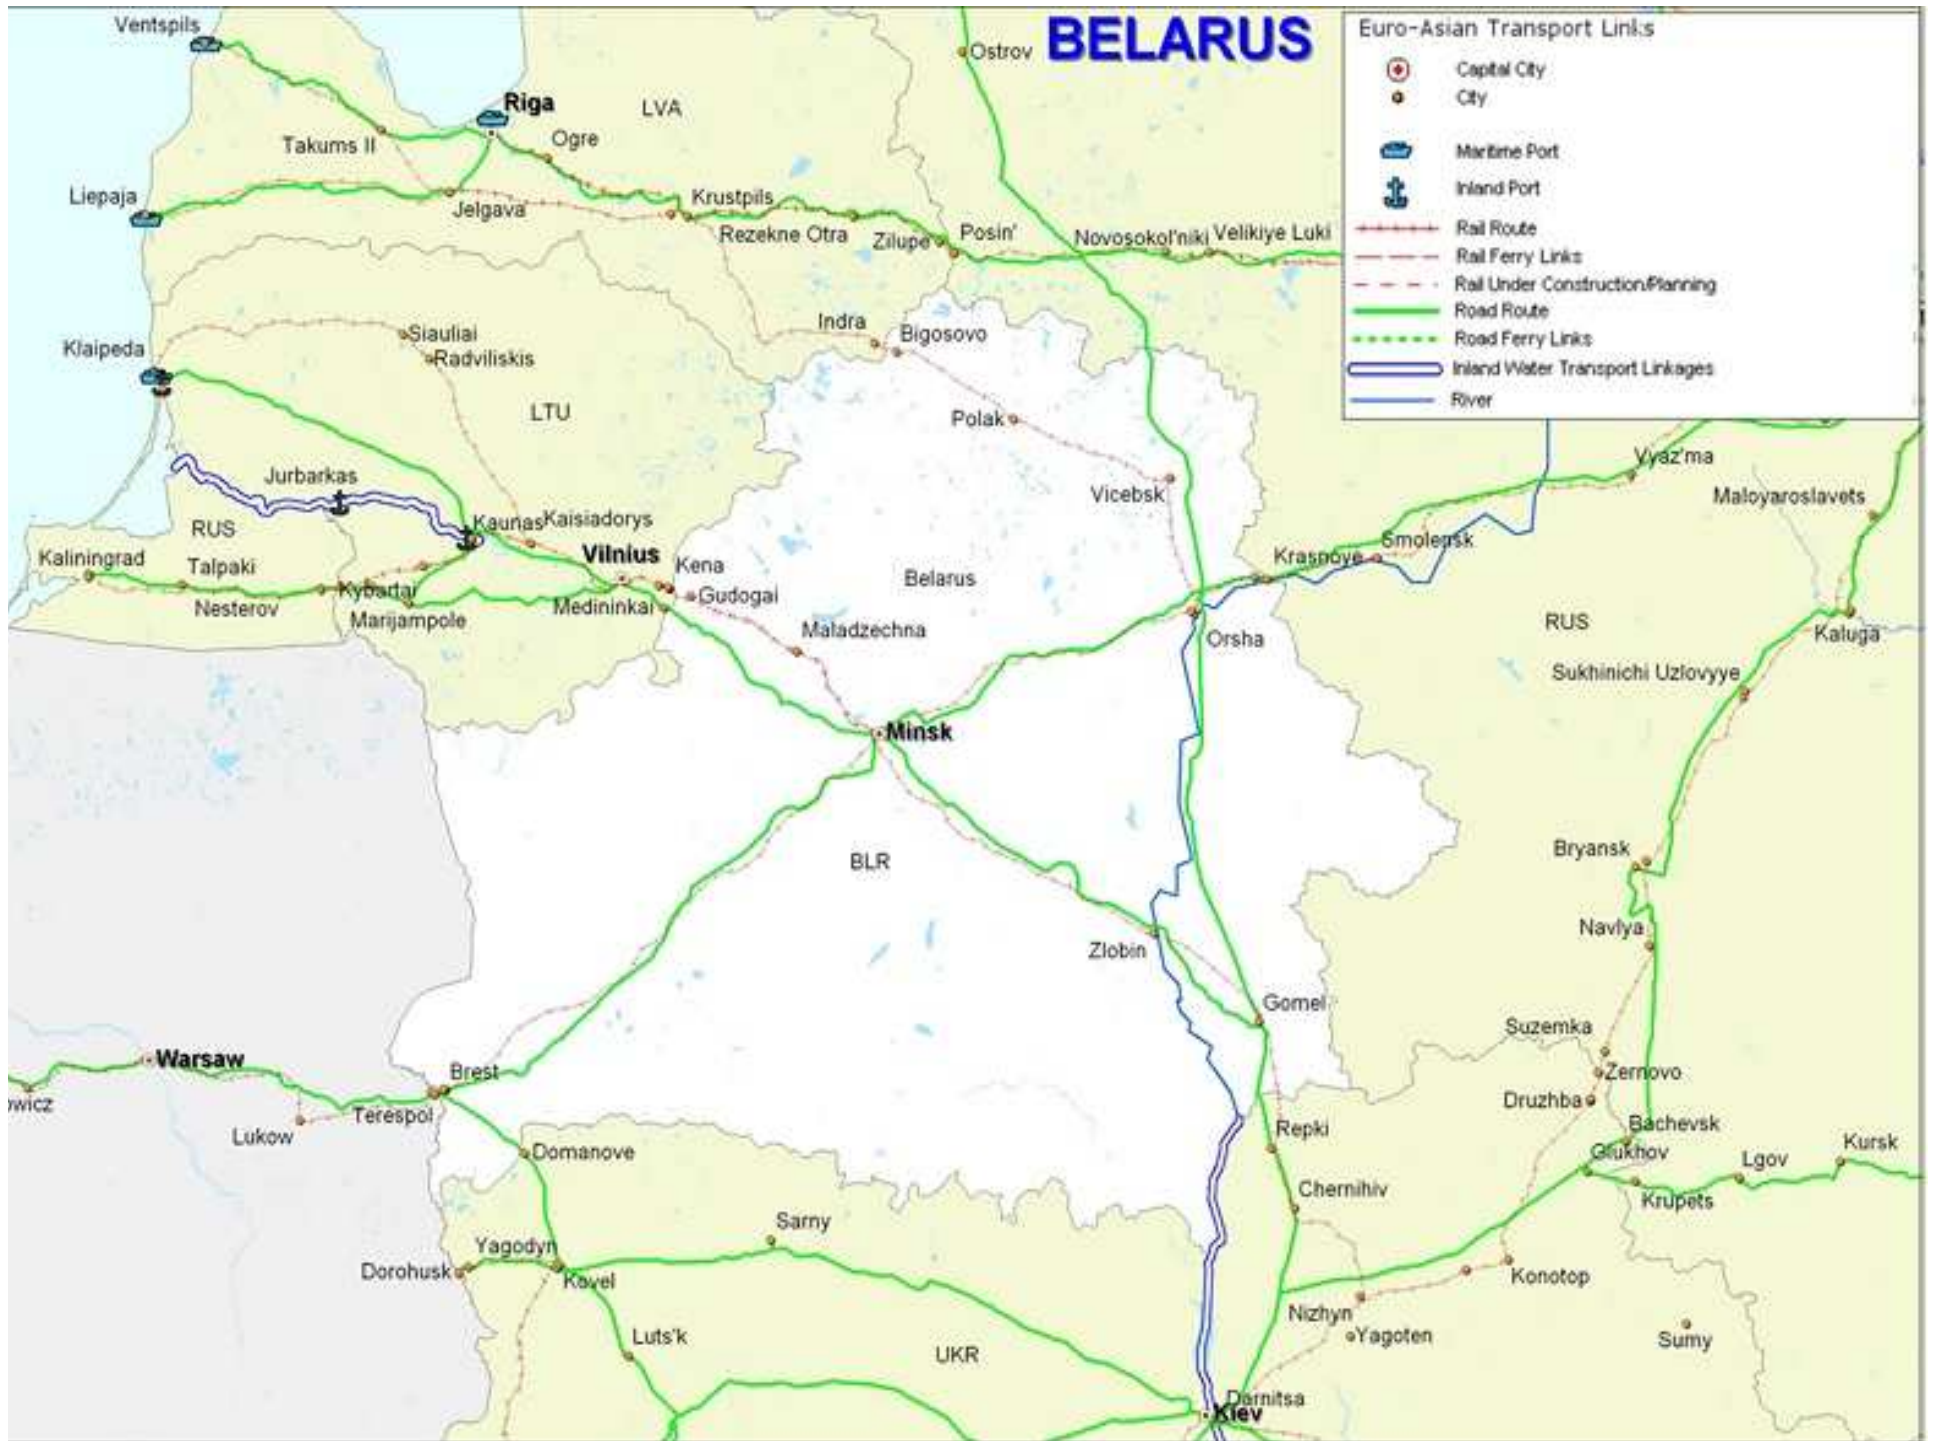 Ventspils
Ostrov
BELARUS
Euro-Asian Transport Links
Capital City
City
Maritime Port
Inland Port
Rail Route
Rail Ferry Links
Rail Under Construction/Planning
Road Route
Road Ferry Links
Inland Water Transport Linkages
River
Riga
LVA
Ogre
Takums II
Liepaja
Jelgava
Krustpils
Rezekne Otra
Zilupe
Posin'
Novosokol'niki
Velikiye Luki
Indra
Bigosovo
Siauliai
Klaipeda
Radviliskis
LTU
Polak
Vyaz'ma
Jurbarkas
Vicebsk
Maloyaroslavets
RUS
Kaunas
Kaisiadorys
Smolensk
Kaliningrad
Talpaki
Vilnius
Kena
Krasnoye
Belarus
Nesterov
Kybartai
Gudogai
Medininkai
Marijampole
Maladzechna
Orsha
RUS
Kaluga
Sukhinichi Uzlovyye
Minsk
BLR
Bryansk
Navlya
Zlobin
Gomel
Suzemka
Warsaw
Brest
Zernovo
owicz
Terespol
Druzhba
Lukow
Repki
Bachevsk
Domanove
Glukhov
Lgov
Kursk
Chernihiv
Krupets
Sarny
Yagodyn
Dorohusk
Kovel
Konotop
Nizhyn
Luts'k
Yagoten
Sumy
UKR
Darnitsa
Kiev